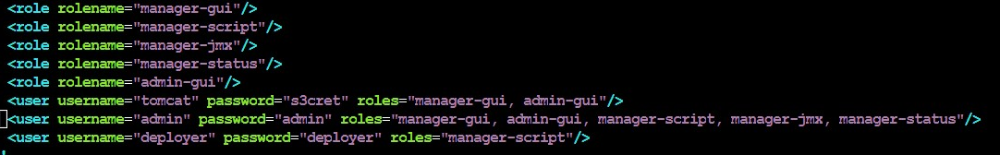 <role rolename="manager-gui"/>
<role rolename="manager-script"/>
<role rolename="manager-jmx"/>
<role rolename="manager-status"/>
<role rolename="admin-gui"/>
<user username="tomcat" password="s3cret" roles="manager-gui, admin-gui"/>
<user username="admin" password="admin" roles="manager-gui, admin-gui, manager-script, manager-jmx, manager-status"/>
<user username="deployer" password="deployer" roles="manager-script"/>